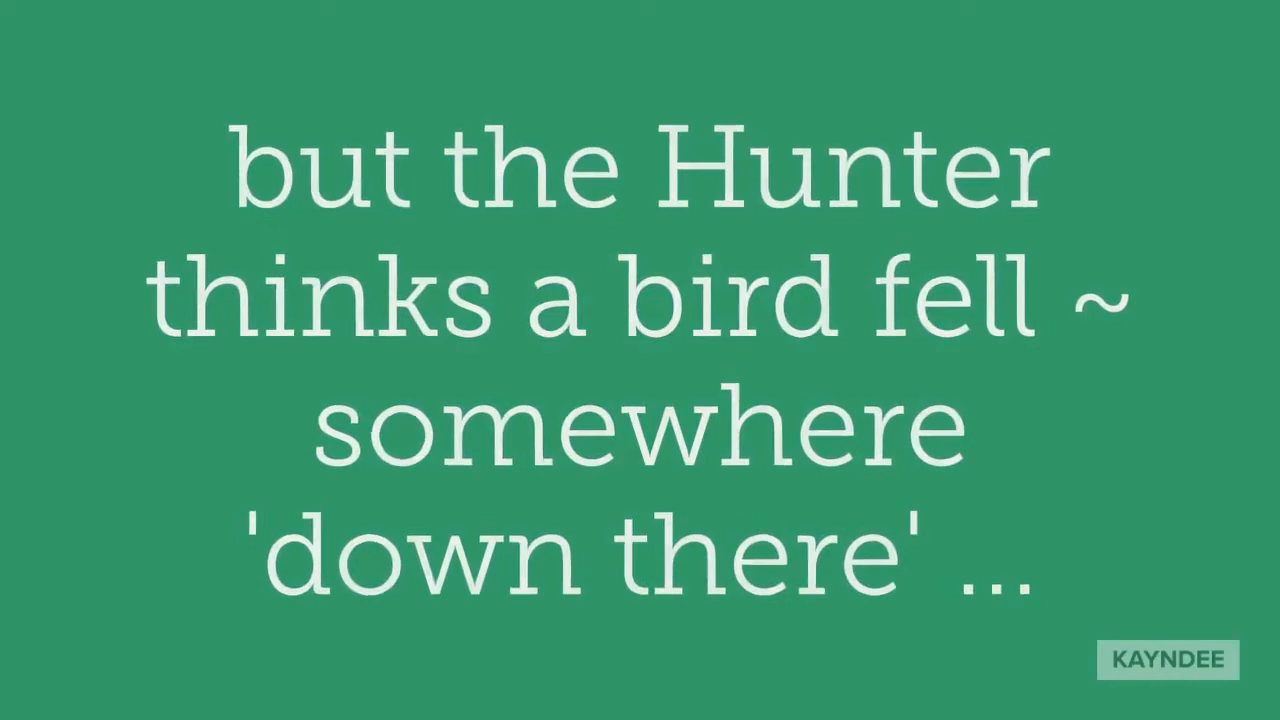 but the Hunter
thinks a bird fell ~
somewhere
'down there' ...
KAYNDEE